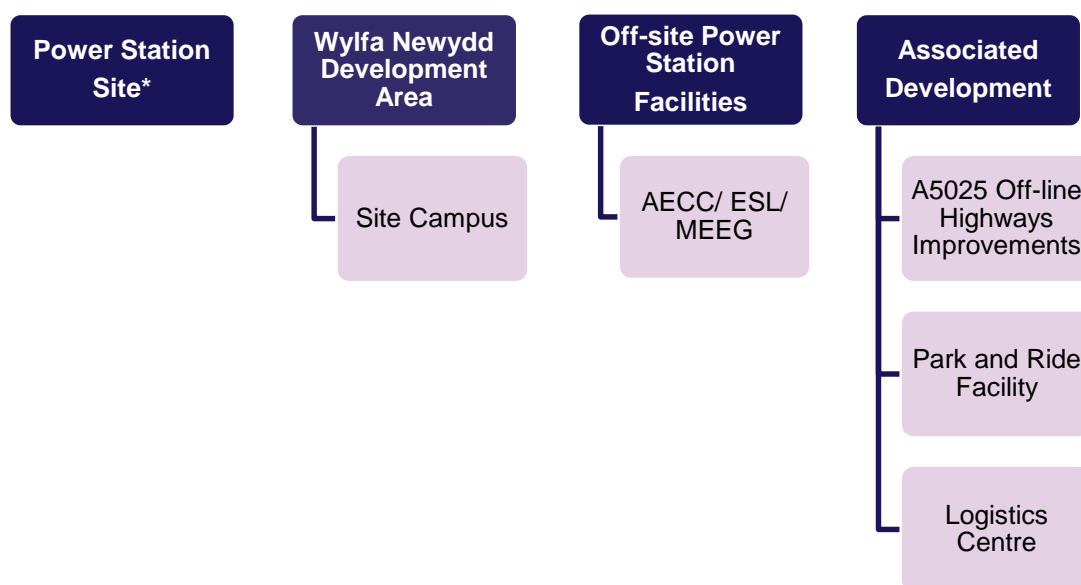 Power Station
Site*
Wylfa Newydd
Development
Area
Off-site Power
Station
Facilities
Associated
Development
Site Campus
AECC/ ESL/
MEEG
A5025 Off-line
Highways
Improvements
Park and Ride
Facility
Logistics
Centre